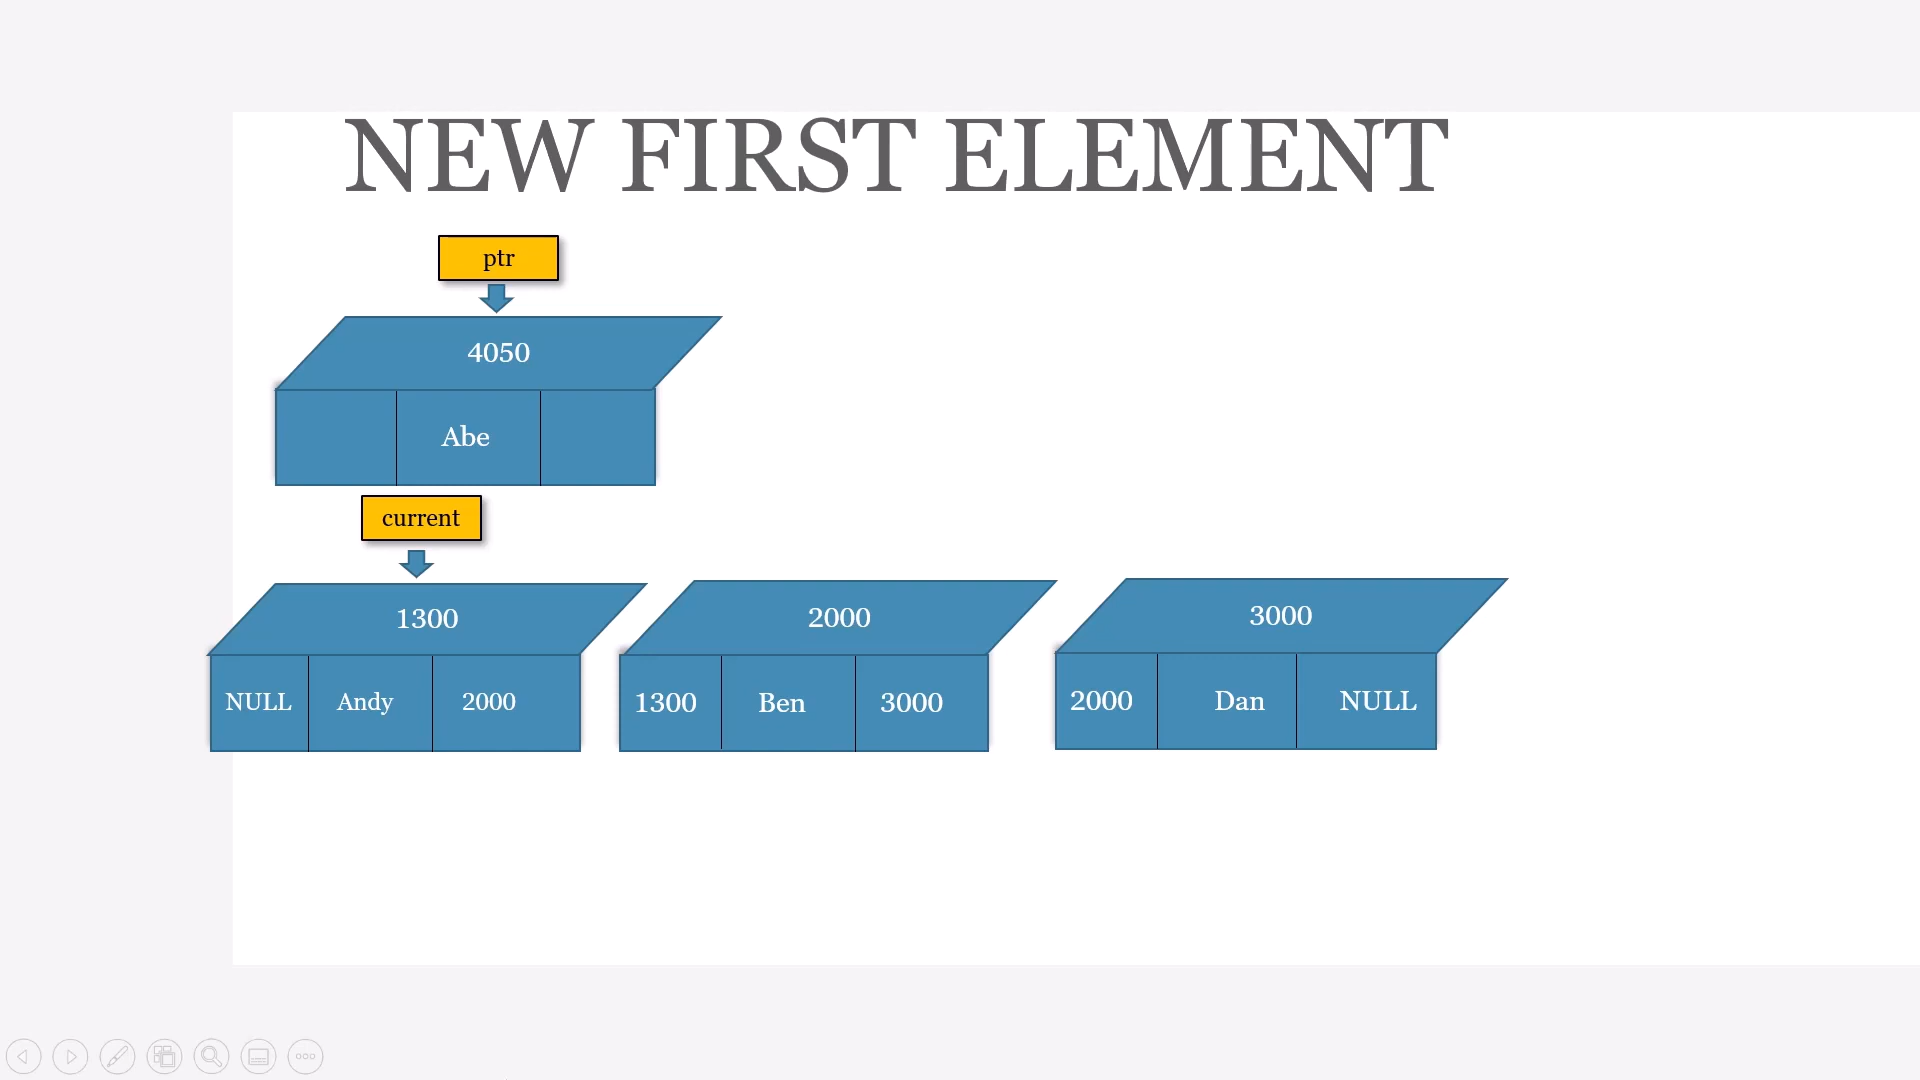 NEW FIRST ELEMENT
ptr
4050
Abe
current
1300
2000
3000
NULL Andy 2000
1300 Ben 3000
2000 Dan NULL